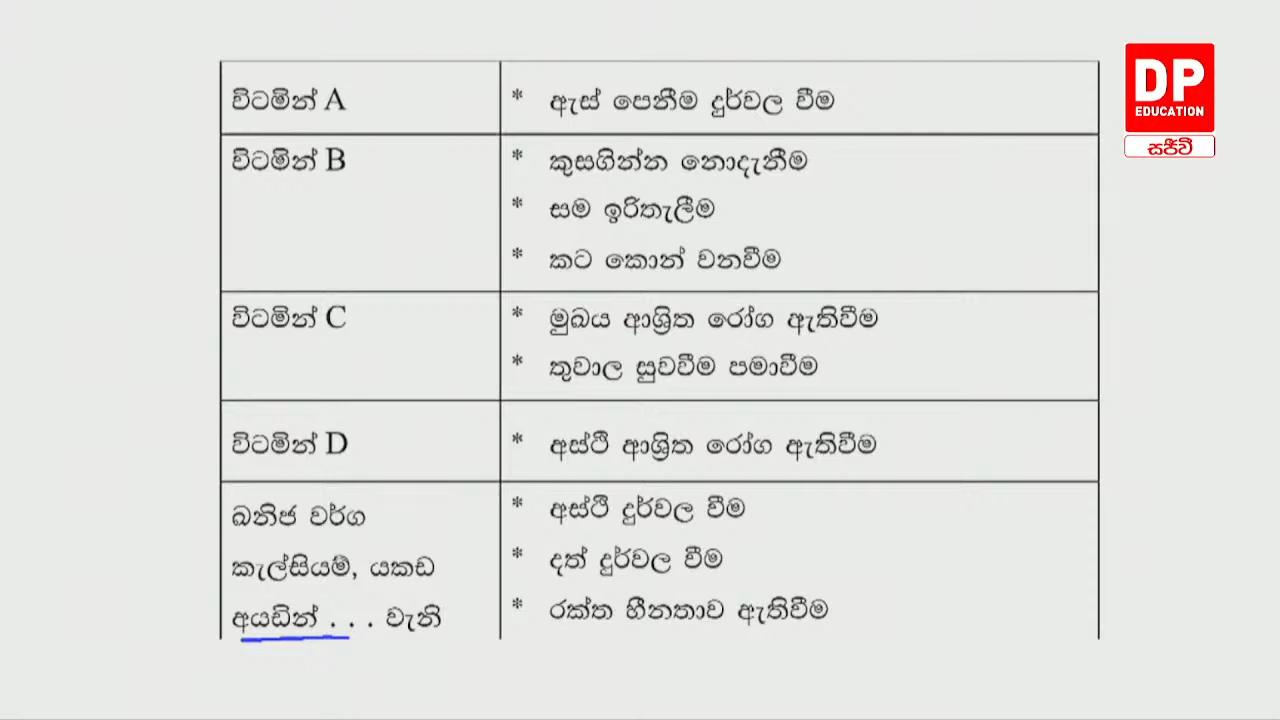 DP
EDUCATION
සජීවී
විටමින් A
* ඇස් පෙනීම දුර්වල වීම
විටමින් B
* කුසගින්න නොදැනීම
* සම ඉරිතැලීම
* කට කොන් වනවීම
විටමින් C
* මුඛය ආශ්‍රිත රෝග ඇතිවීම
* තුවාල සුවවීම පමාවීම
විටමින් D
* අස්ථි ආශ්‍රිත රෝග ඇතිවීම
ඛනිජ වර්ග
කැල්සියම්, යකඩ
අයඩින් . . . වැනි
* අස්ථි දුර්වල වීම
* දත් දුර්වල වීම
* රක්ත හීනතාව ඇතිවීම